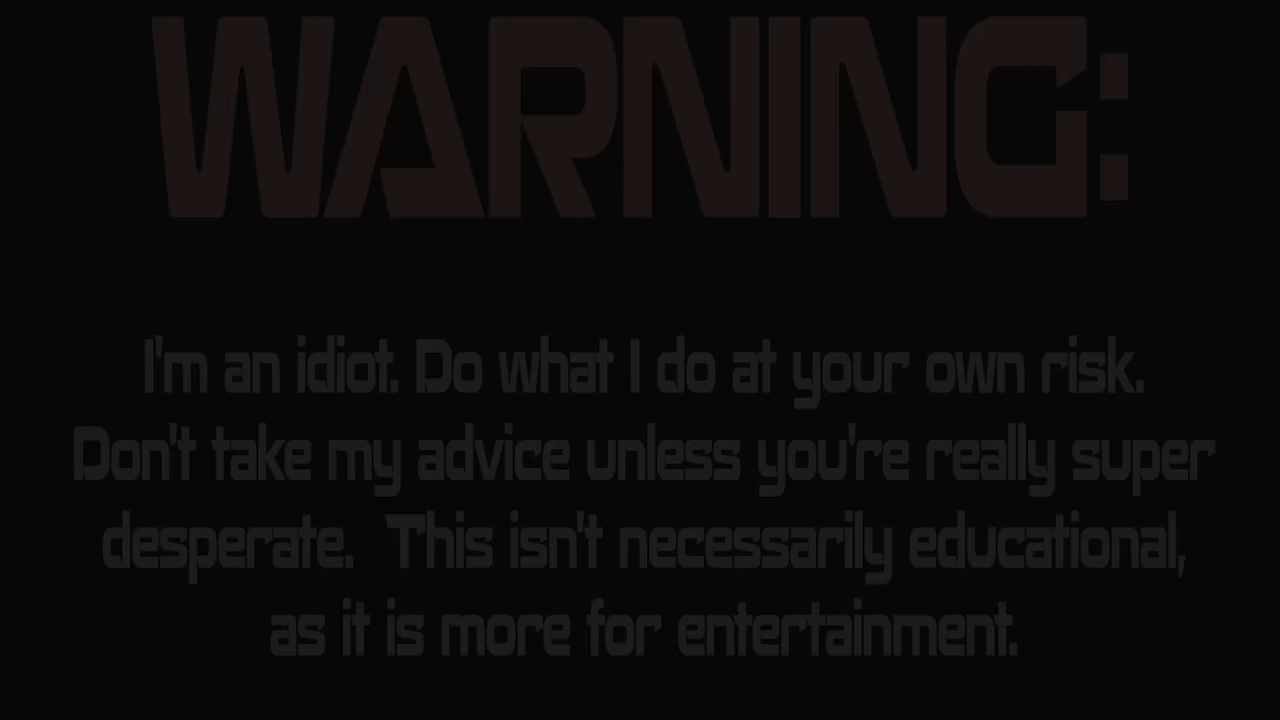 WARNING:
I'm an idiot. Do what I do at your own risk.
Don't take my advice unless you're really super
desperate.  This isn't necessarily educational,
as it is more for entertainment.